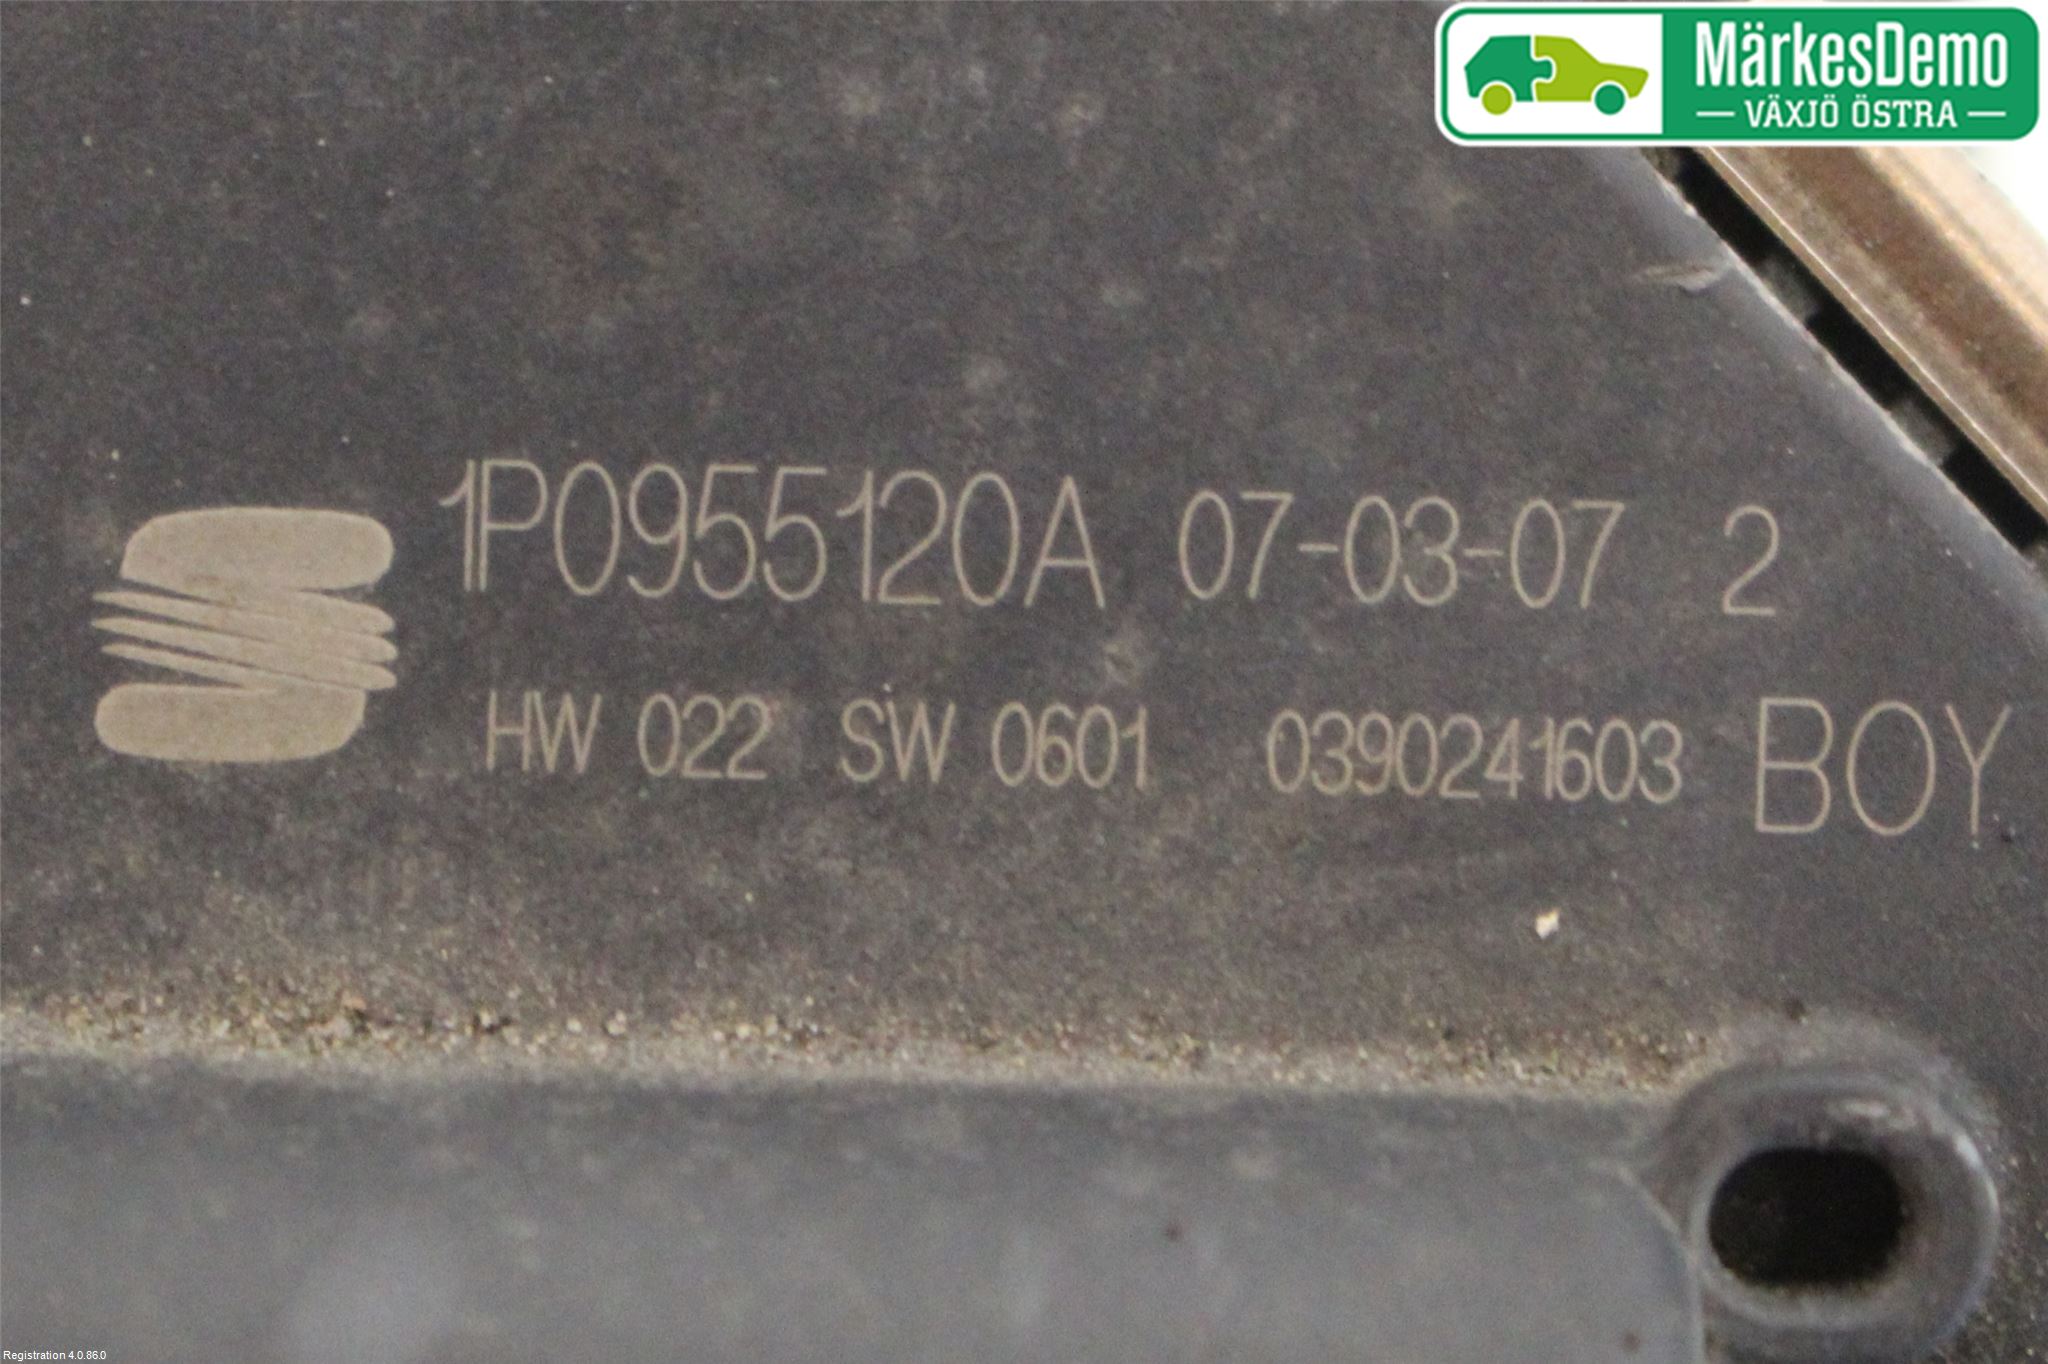 MärkesDemo
— VÄXJÖ ÖSTRA —
1P0955120A 07-03-07 2
HW 022 SW 0601 0390241603 BOY
Registration 4.0.86.0